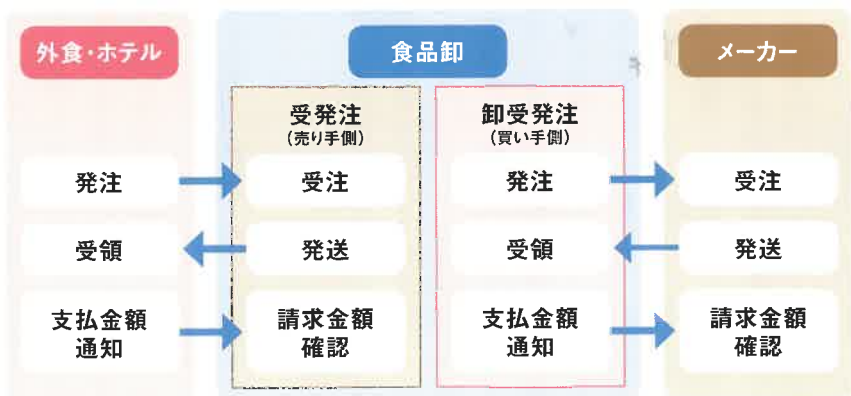 外食・ホテル
食品卸
メーカー
受発注
(売り手側)
卸受発注
(買い手側)
発注
受注
発注
受注
受領
発送
受領
発送
支払金額
通知
請求金額
確認
支払金額
通知
請求金額
確認